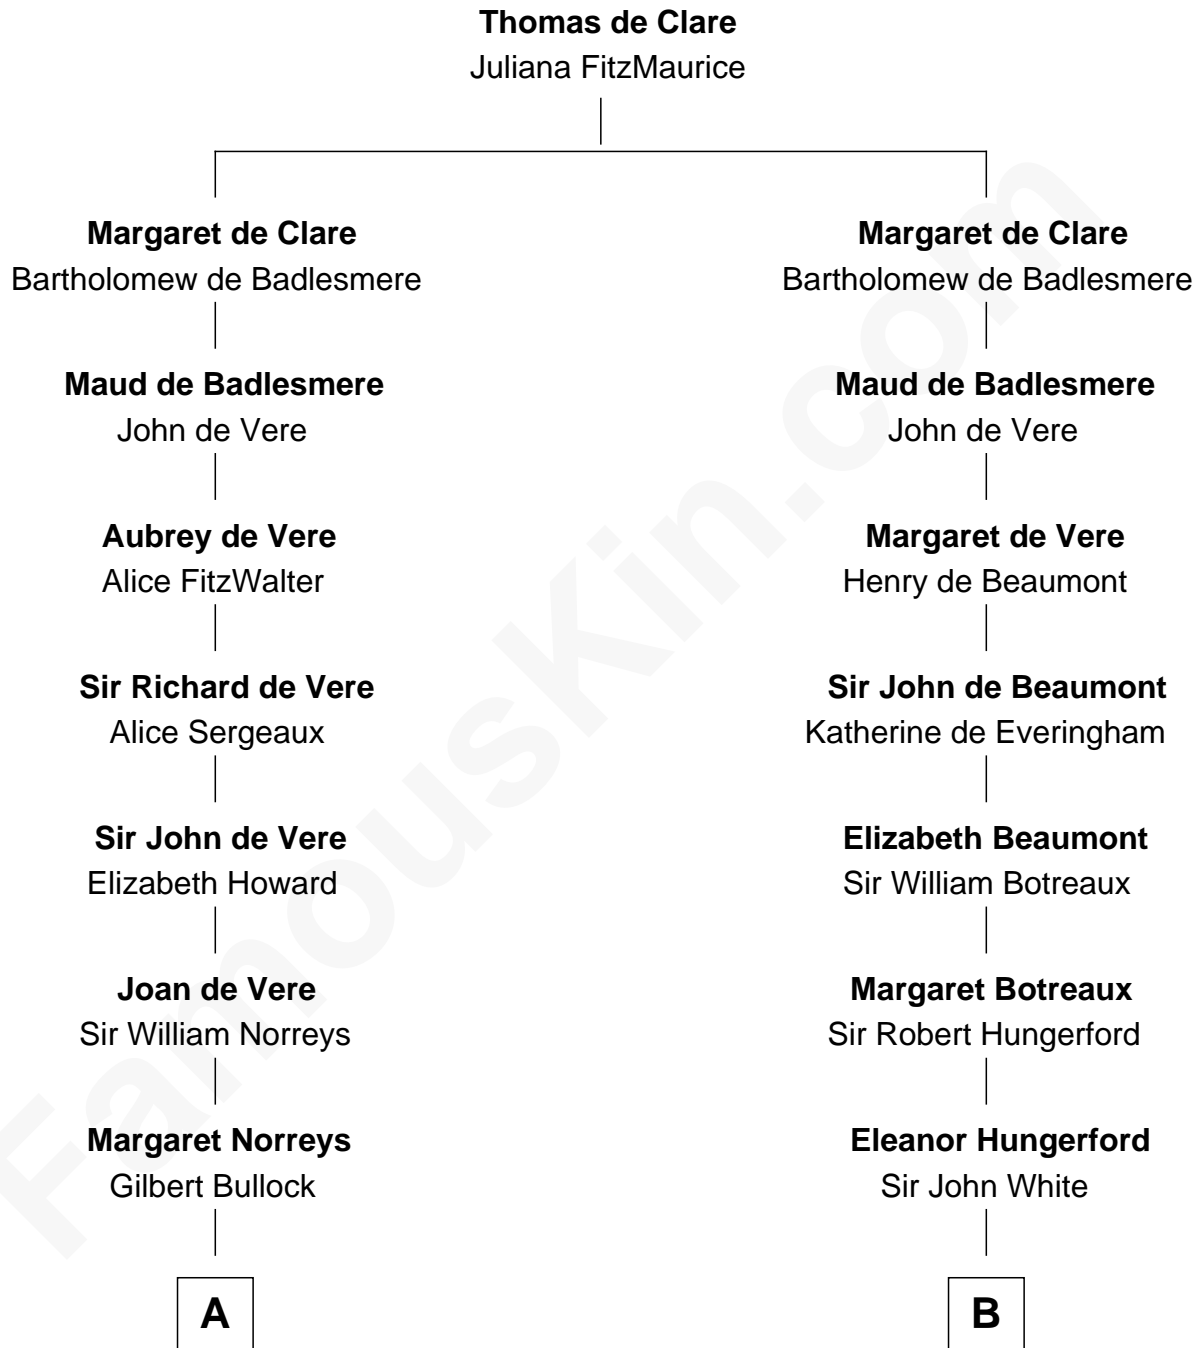 Thomas de Clare
Juliana FitzMaurice
Margaret de Clare
Bartholomew de Badlesmere
Margaret de Clare
Bartholomew de Badlesmere
Maud de Badlesmere
John de Vere
Maud de Badlesmere
John de Vere
Aubrey de Vere
Alice FitzWalter
Margaret de Vere
Henry de Beaumont
Sir Richard de Vere
Alice Sergeaux
Sir John de Beaumont
Katherine de Everingham
Sir John de Vere
Elizabeth Howard
Elizabeth Beaumont
Sir William Botreaux
Joan de Vere
Sir William Norreys
Margaret Botreaux
Sir Robert Hungerford
Margaret Norreys
Gilbert Bullock
Eleanor Hungerford
Sir John White
A
B
FamousKin.com